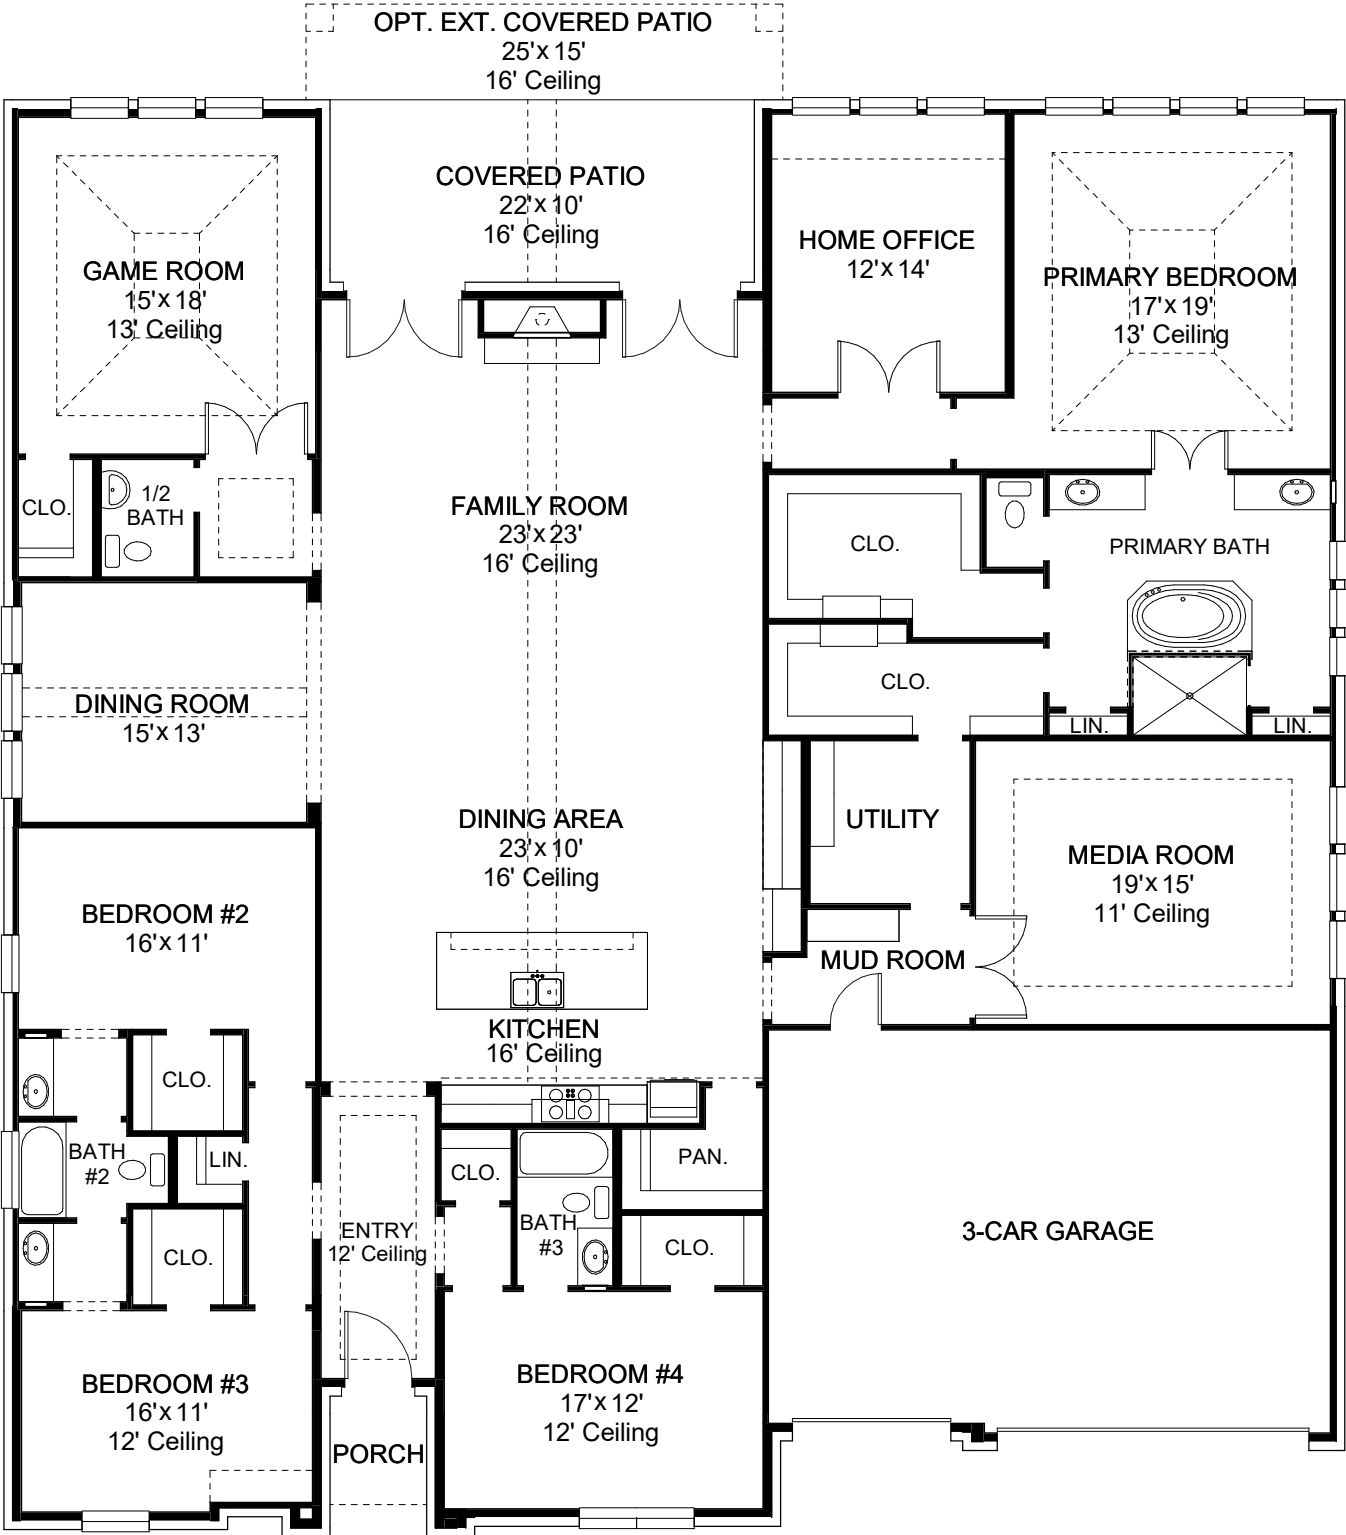 OPT. EXT. COVERED PATIO
25'x 15'
16' Ceiling
COVERED PATIO
22'x 10'
16' Ceiling
GAME ROOM
15'x 18'
13' Ceiling
HOME OFFICE
12'x 14'
PRIMARY BEDROOM
17'x 19'
13' Ceiling
CLO.
1/2
BATH
FAMILY ROOM
23'x 23'
16' Ceiling
CLO.
PRIMARY BATH
DINING ROOM
15'x 13'
CLO.
LIN.
LIN.
DINING AREA
23'x 10'
16' Ceiling
UTILITY
MEDIA ROOM
19'x 15'
11' Ceiling
BEDROOM #2
16'x 11'
MUD ROOM
KITCHEN
16' Ceiling
CLO.
BATH
#2
LIN.
CLO.
PAN.
ENTRY
12' Ceiling
BATH
#3
CLO.
CLO.
3-CAR GARAGE
BEDROOM #3
16'x 11'
12' Ceiling
BEDROOM #4
17'x 12'
12' Ceiling
PORCH